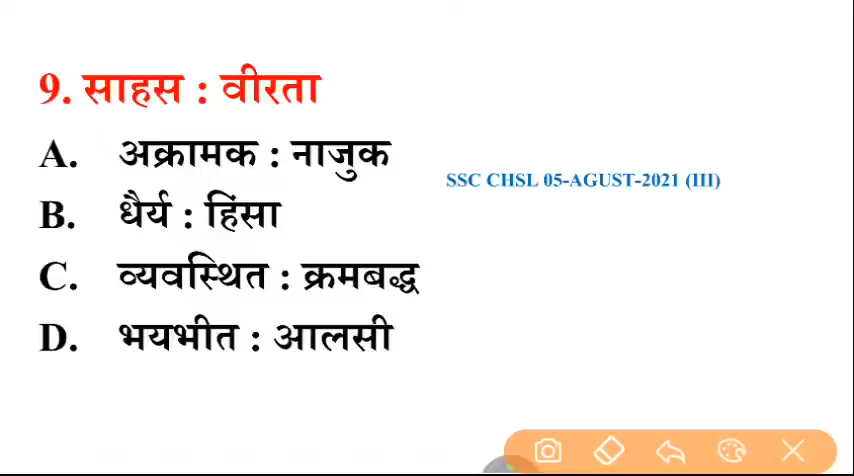 9. साहस : वीरता
A. अक्रामक : नाजुक
SSC CHSL 05-AGUST-2021 (III)
B. धैर्य : हिंसा
C. व्यवस्थित : क्रमबद्ध
D. भयभीत : आलसी